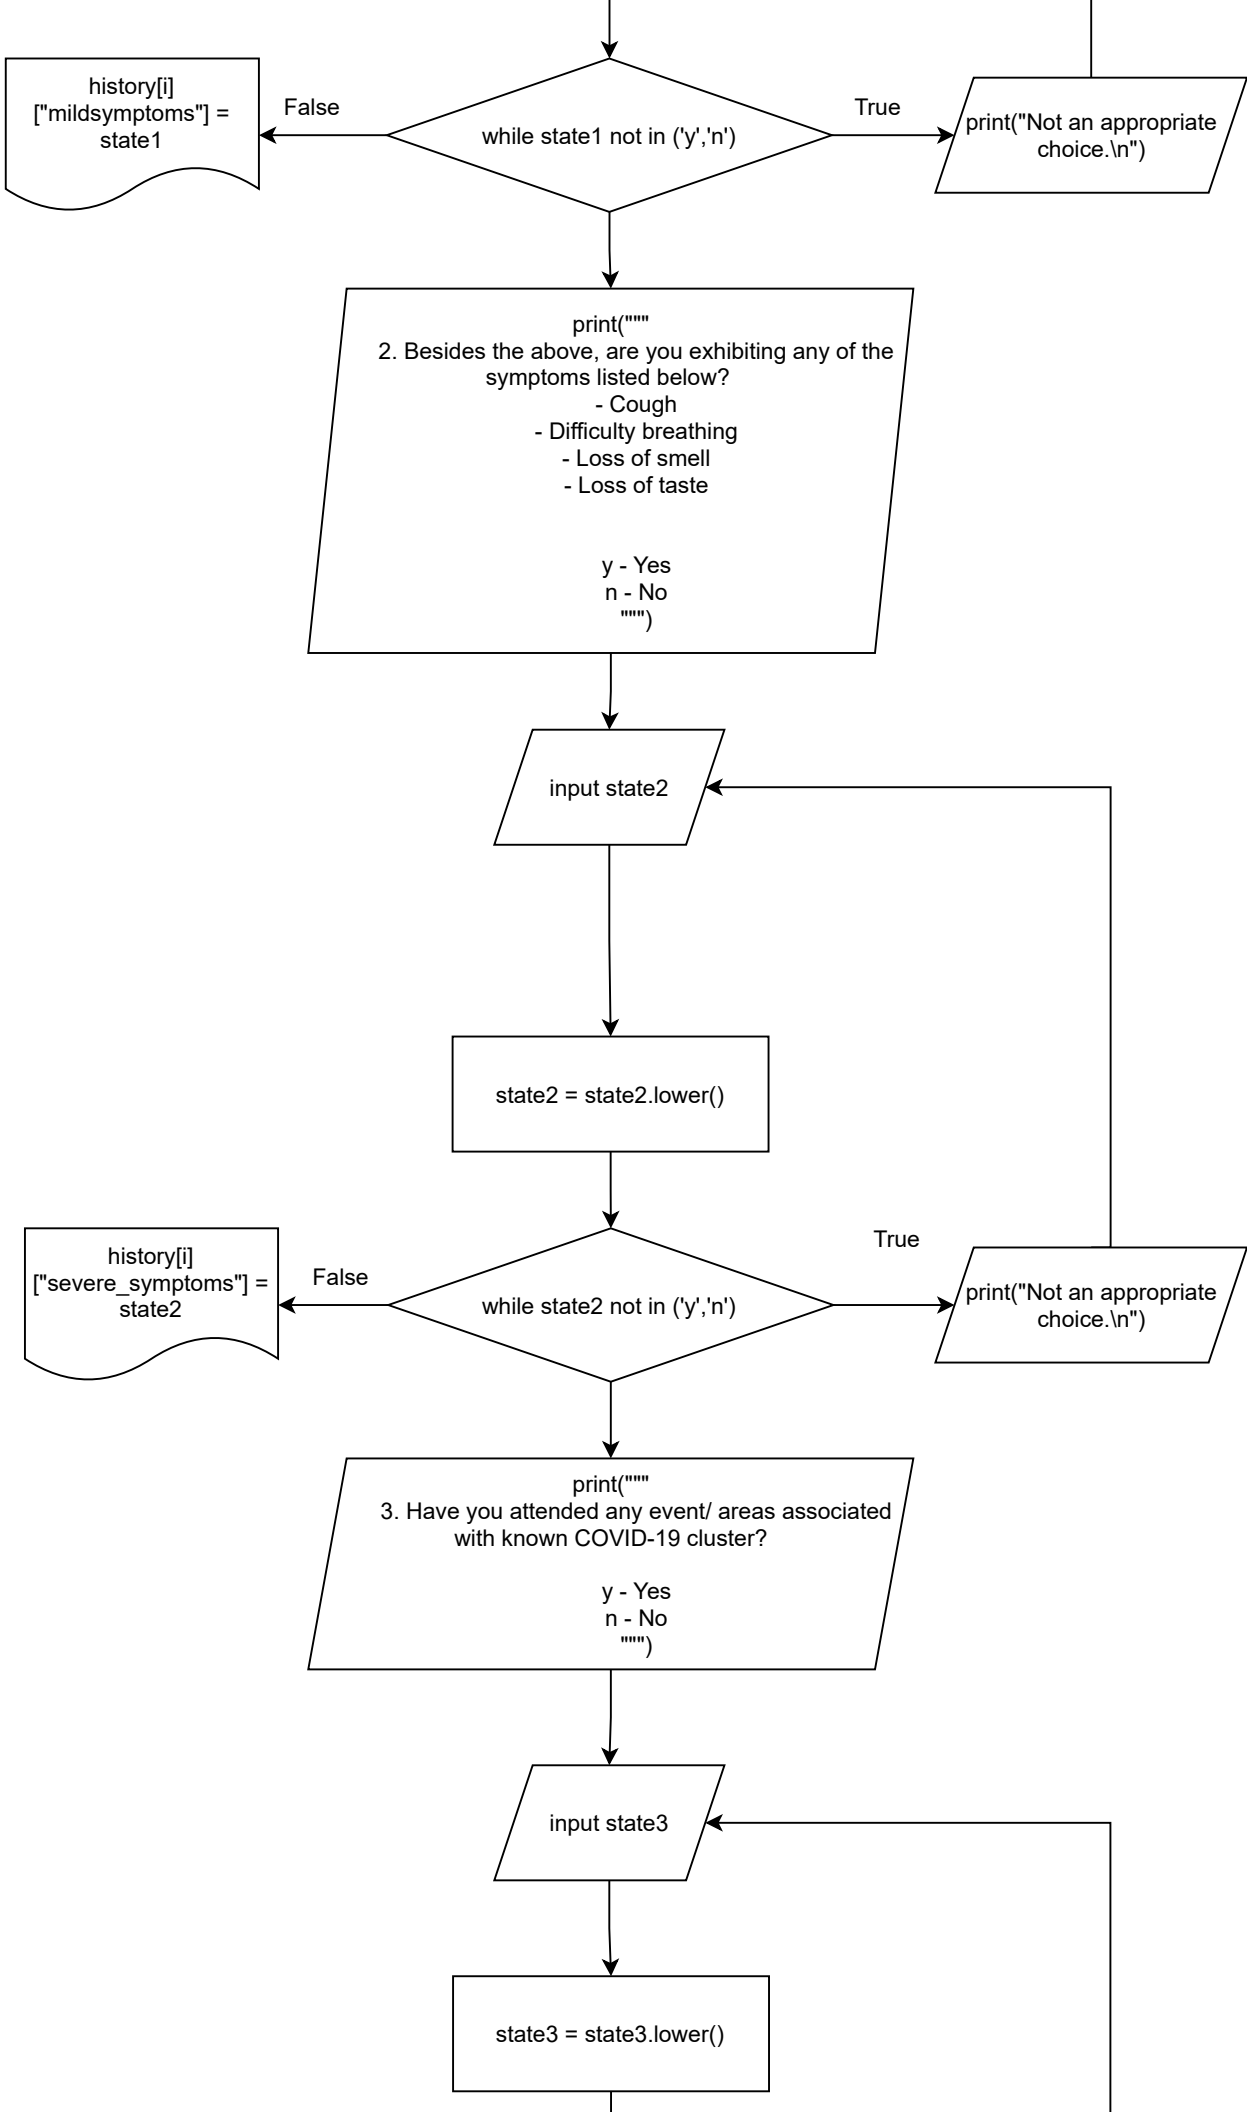 history[i]
["mildsymptoms"] =
state1
False
while state1 not in ('y','n')
True
print("Not an appropriate
choice.\n")
print("""
2. Besides the above, are you exhibiting any of the
symptoms listed below?
- Cough
- Difficulty breathing
- Loss of smell
- Loss of taste
y - Yes
n - No
""")
input state2
state2 = state2.lower()
history[i]
["severe_symptoms"] =
state2
False
while state2 not in ('y','n')
True
print("Not an appropriate
choice.\n")
print("""
3. Have you attended any event/ areas associated
with known COVID-19 cluster?
y - Yes
n - No
""")
input state3
state3 = state3.lower()